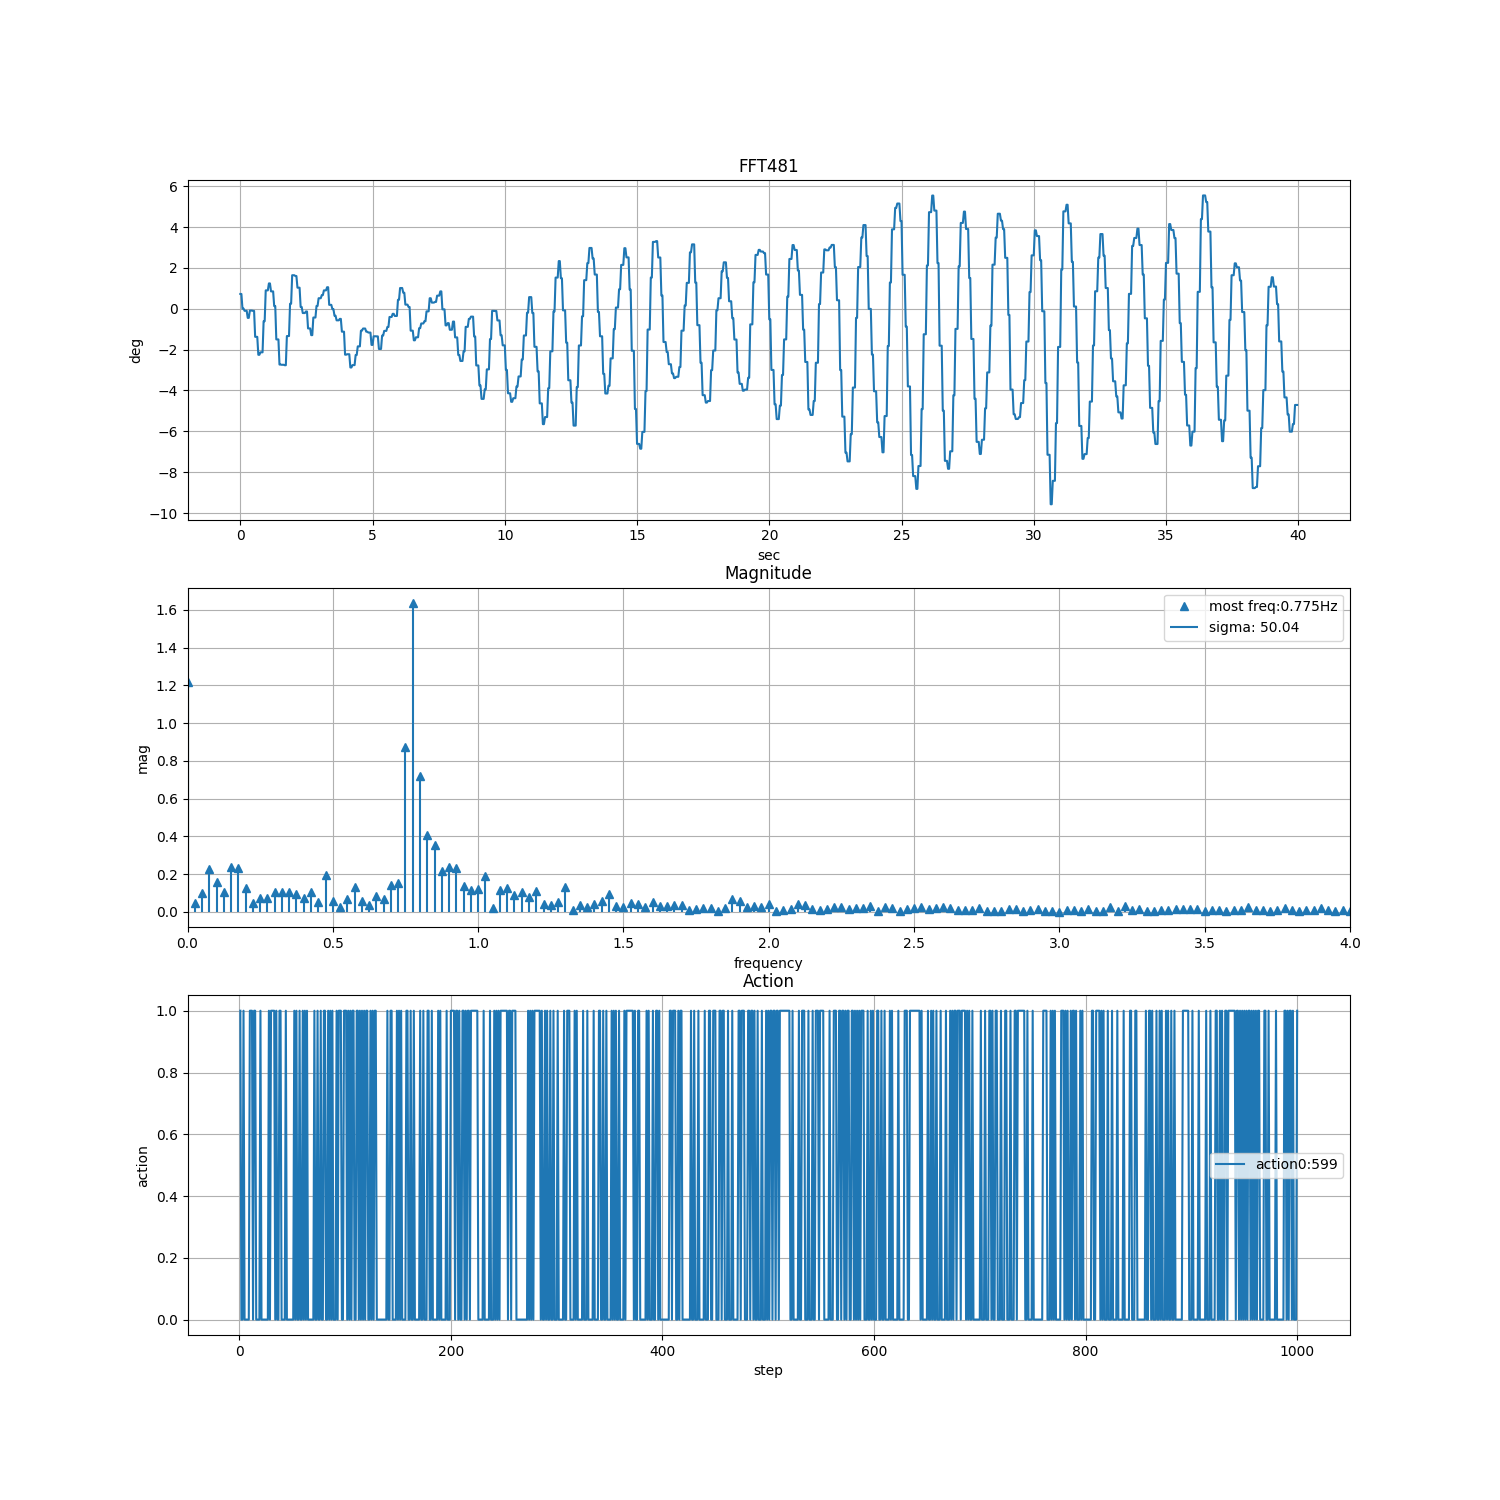 FFT481
6
4
2
0
−2
−4
−6
−8
−10
deg
0 5 10 15 20 25 30 35 40
sec
Magnitude
most freq:0.775Hz
sigma: 50.04
1.6
1.4
1.2
1.0
0.8
0.6
0.4
0.2
0.0
mag
0.0 0.5 1.0 1.5 2.0 2.5 3.0 3.5 4.0
frequency
Action
1.0
0.8
0.6
0.4
0.2
0.0
action
action0:599
0 200 400 600 800 1000
step